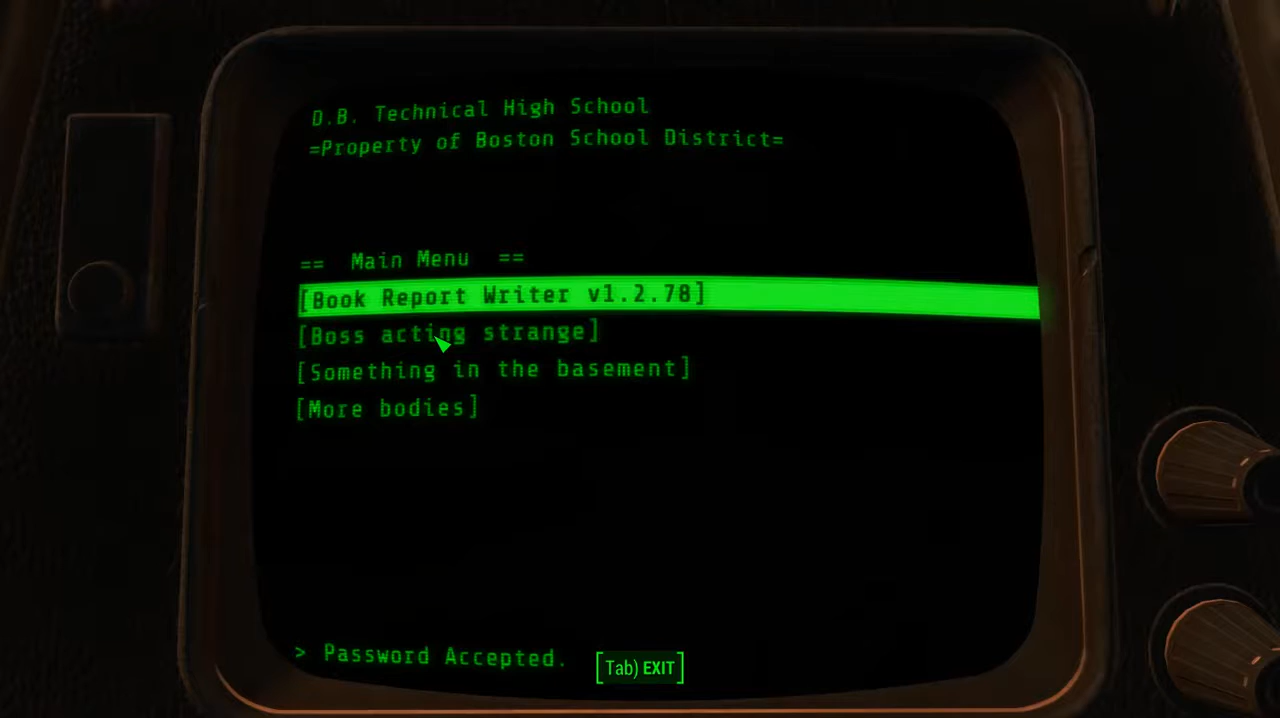 D.B. Technical High School
=Property of Boston School District=
== Main Menu ==
[Book Report Writer v1.2.78]
[Boss acting strange]
[Something in the basement]
[More bodies]
> Password Accepted.
[Tab) EXIT]